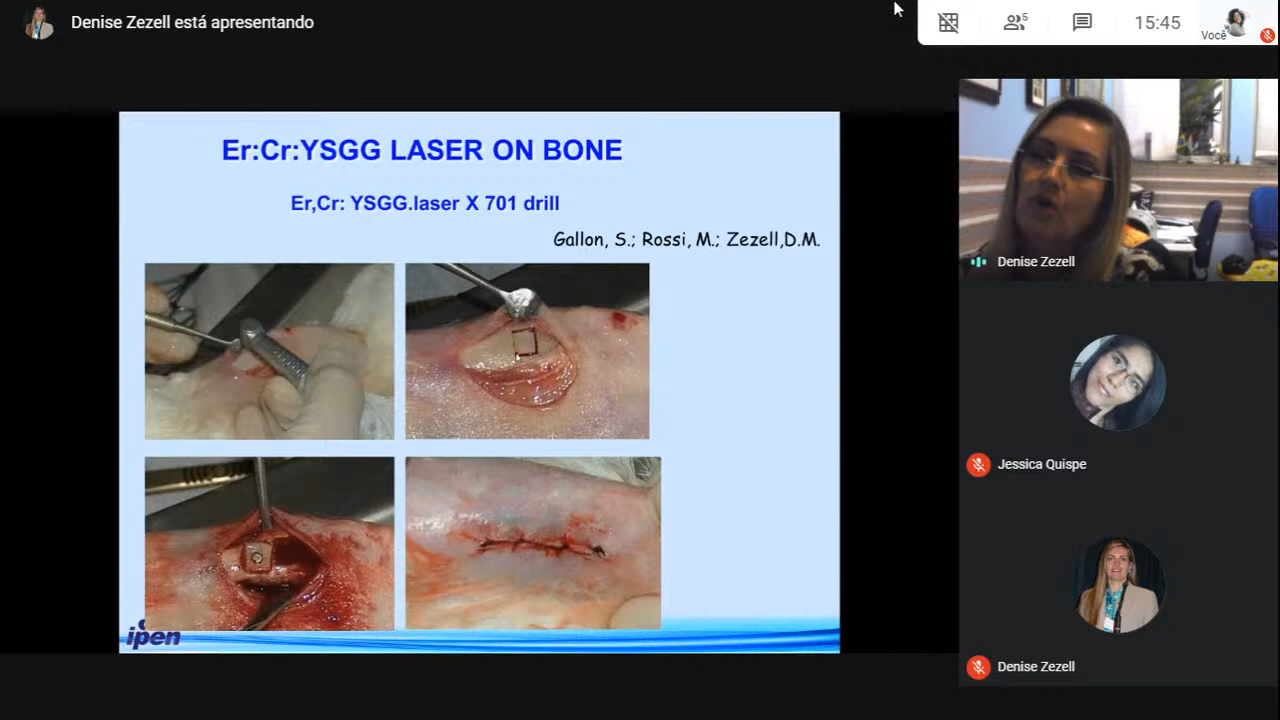 Denise Zezell está apresentando
5
15:45
Você
Er:Cr:YSGG LASER ON BONE
Er,Cr: YSGG.laser X 701 drill
Gallon, S.; Rossi, M.; Zezell,D.M.
ipen
Denise Zezell
Jessica Quispe
Denise Zezell